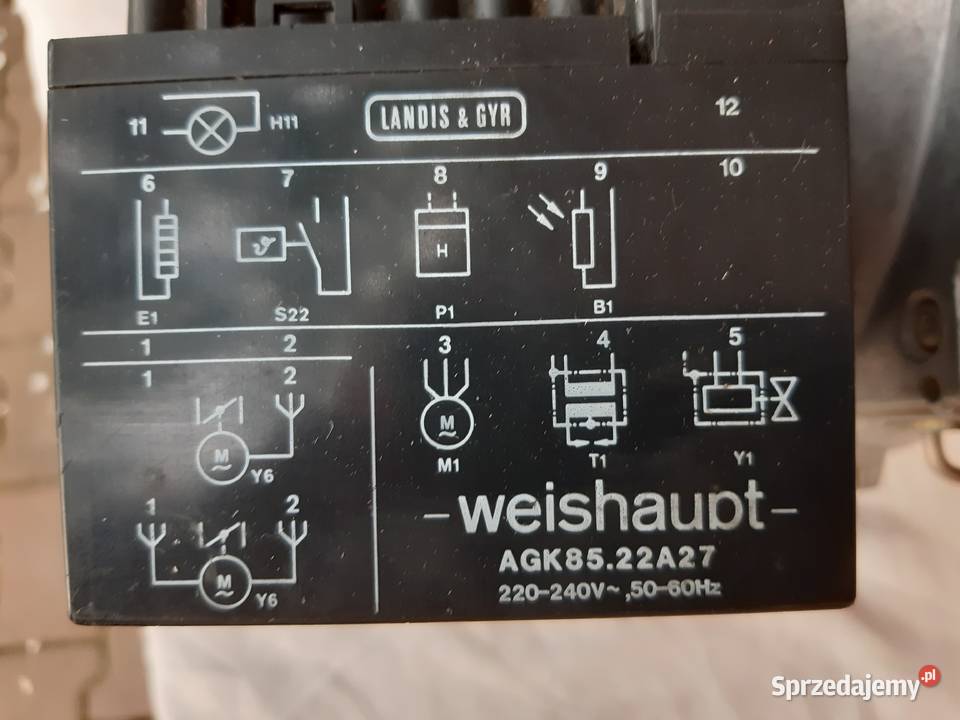 11 H11 LANDIS & GYR 12
6 7 8 9 10
H
E1 S22 P1 B1
1 2 3 4 5
1 2
M
~
Y6
M
~
M1 T1 Y1
1 2
M
~
Y6
-weishaupt-
AGK85.22A27
220-240V~,50-60Hz
Sprzedajemy.pl